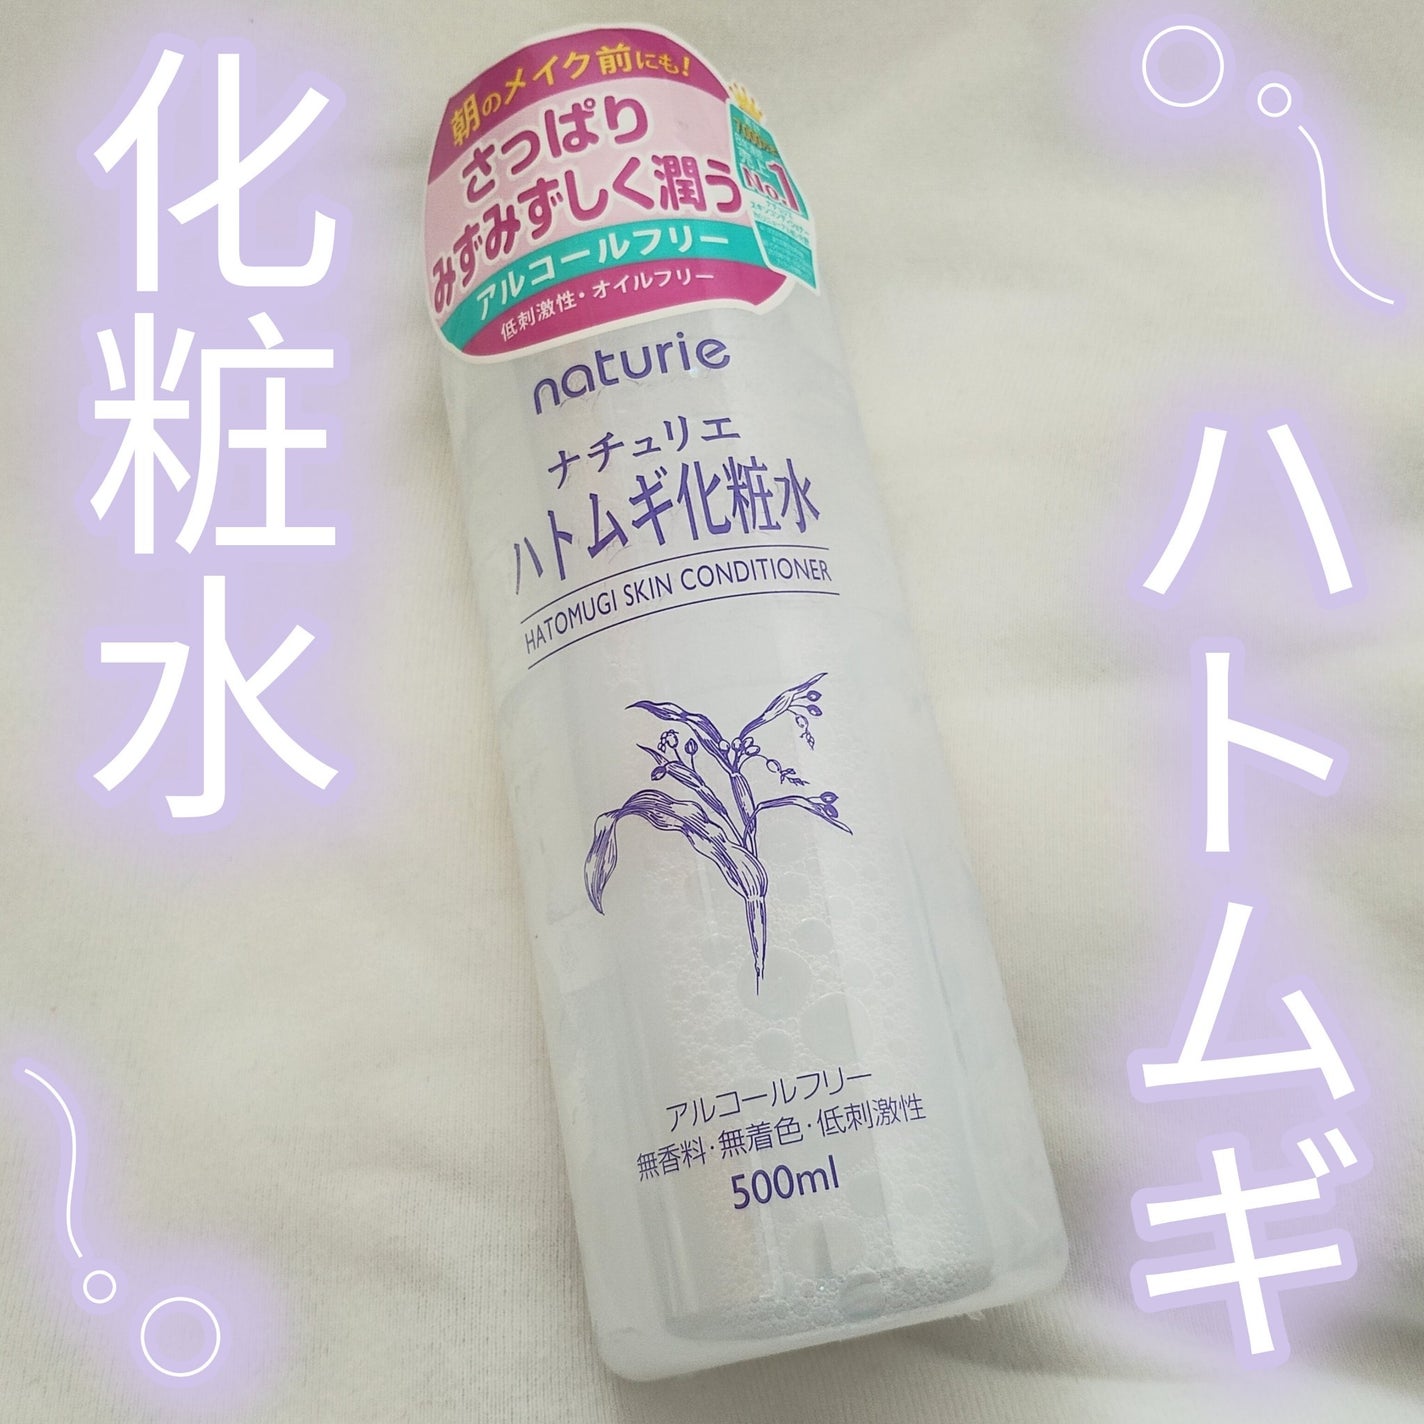 ハトムギ
化粧水
朝のメイク前にも!
さっぱり
みずみずしく潤う
アルコールフリー
低刺激性・オイルフリー
No.1
naturie
ナチュリエ
ハトムギ化粧水
HATOMUGI SKIN CONDITIONER
アルコールフリー
無香料・無着色・低刺激性
500ml